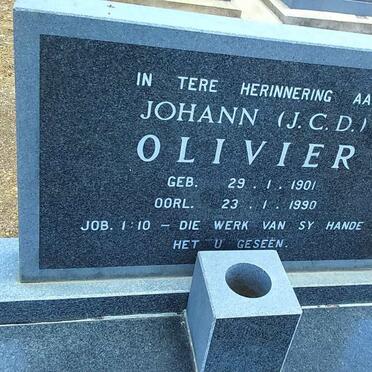 IN TERE HERINNERING AA
JOHANN (J.C.D.)
OLIVIER
GEB. 29.1.1901
OORL. 23.1.1990
JOB. 1:10 – DIE WERK VAN SY HANDE
HET U GESEËN.